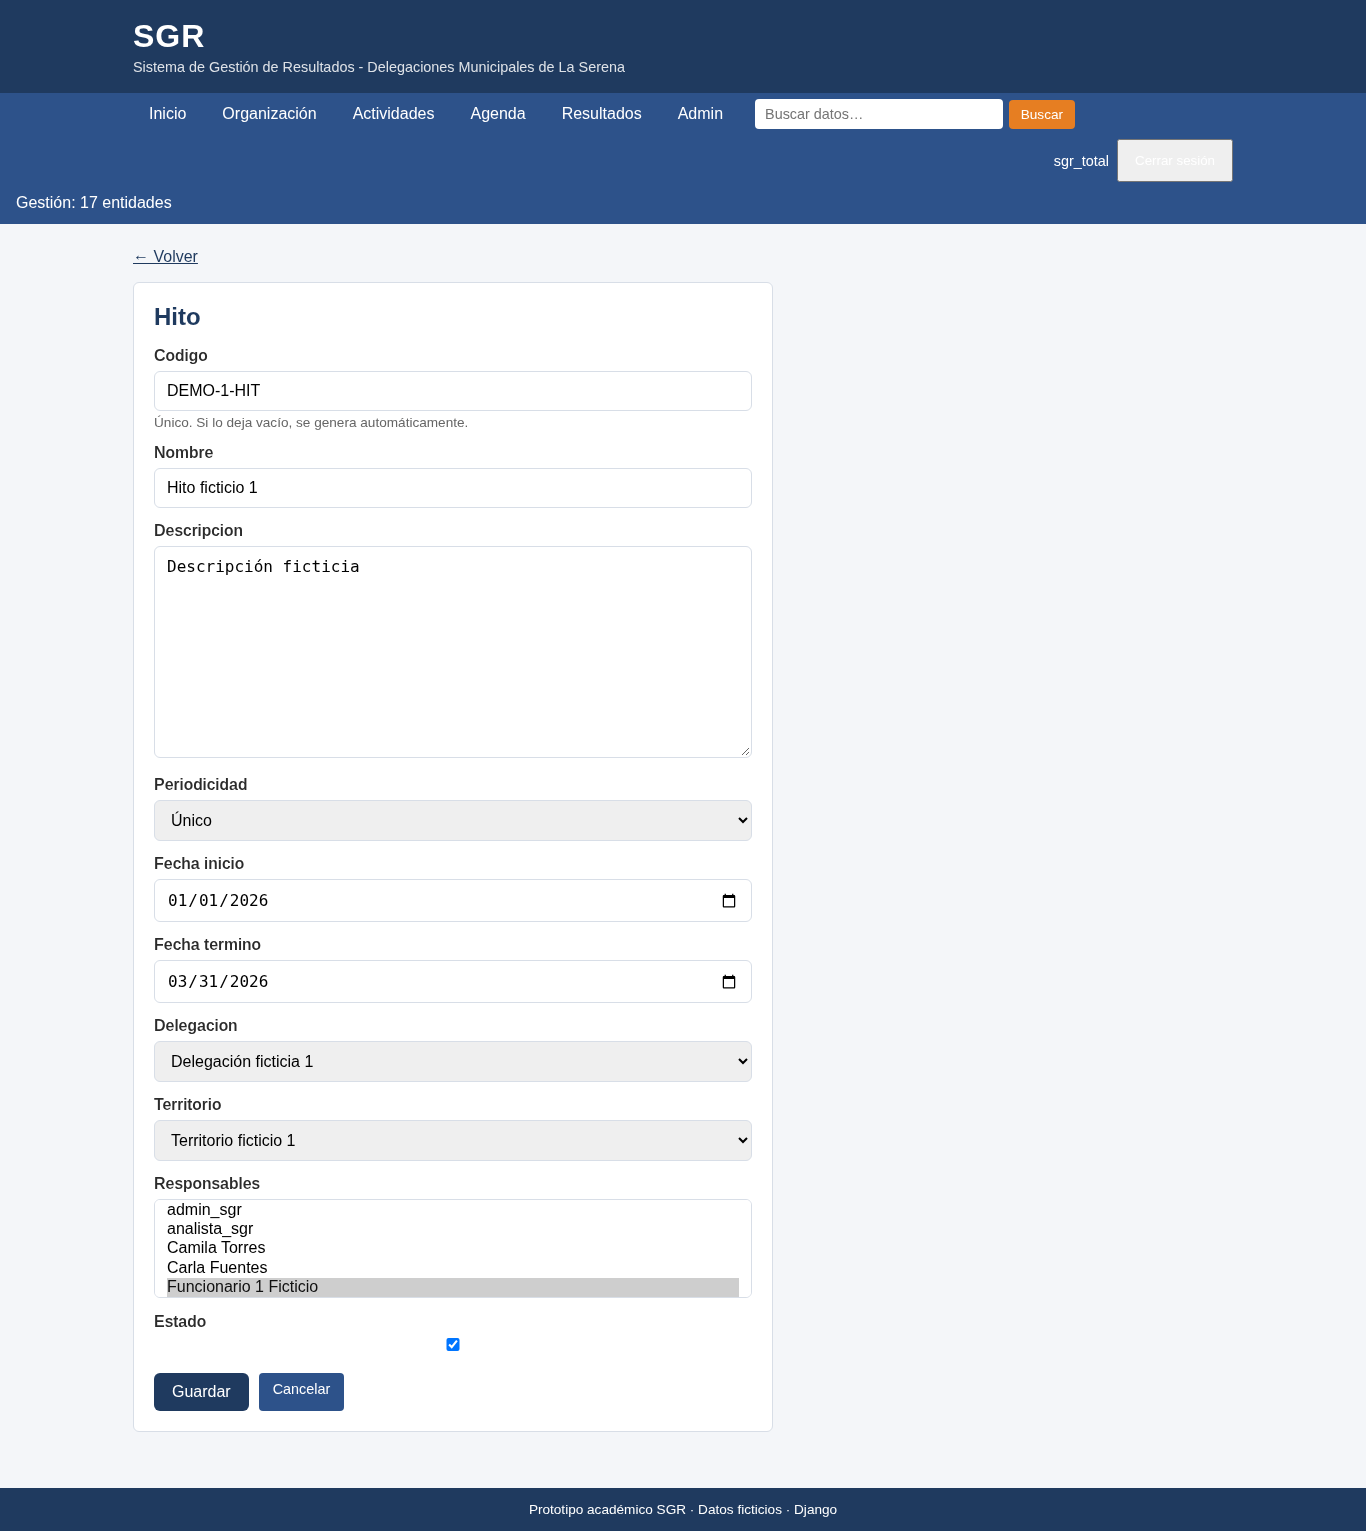 SGR
Sistema de Gestión de Resultados - Delegaciones Municipales de La Serena
Inicio Organización Actividades Agenda Resultados Admin Buscar datos… Buscar
sgr_total Cerrar sesión
Gestión: 17 entidades
← Volver
Hito
Codigo
DEMO-1-HIT
Único. Si lo deja vacío, se genera automáticamente.
Nombre
Hito ficticio 1
Descripcion
Descripción ficticia
Periodicidad
Único
Fecha inicio
01/01/2026
Fecha termino
03/31/2026
Delegacion
Delegación ficticia 1
Territorio
Territorio ficticio 1
Responsables
admin_sgr
analista_sgr
Camila Torres
Carla Fuentes
Funcionario 1 Ficticio
Estado
Guardar Cancelar
Prototipo académico SGR · Datos ficticios · Django